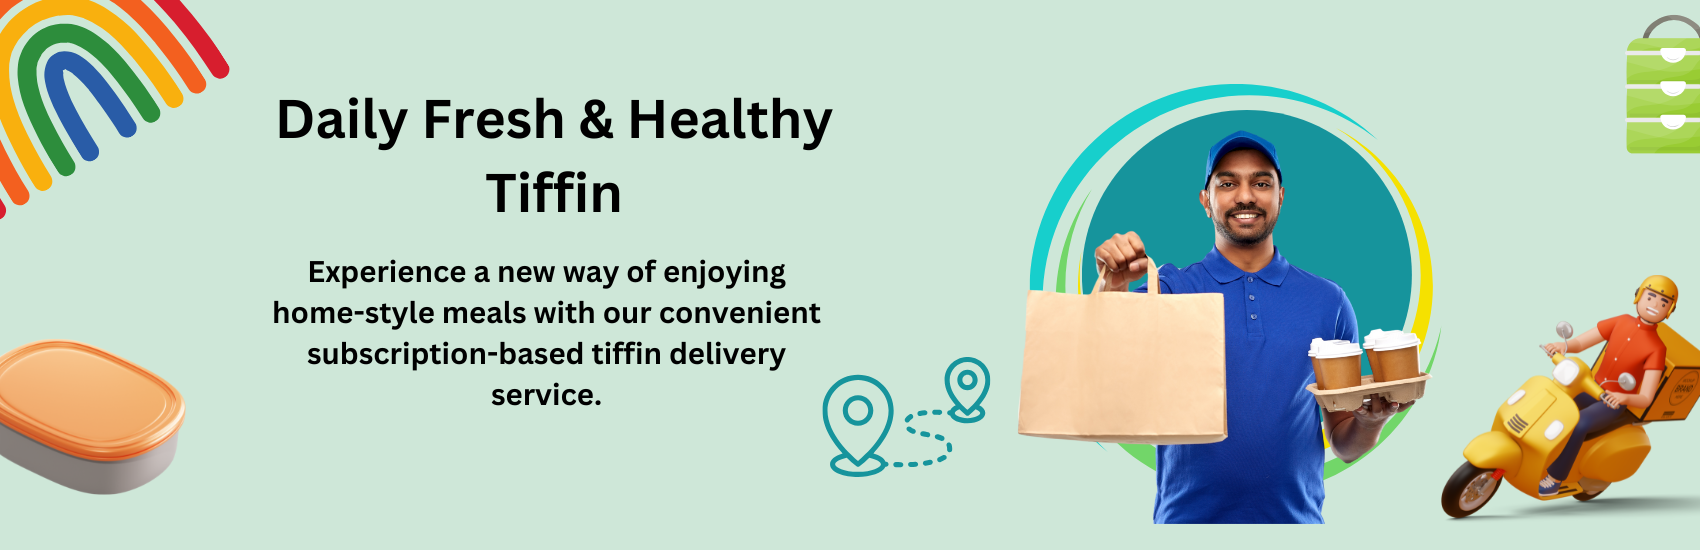 Daily Fresh & Healthy
Tiffin
Experience a new way of enjoying
home-style meals with our convenient
subscription-based tiffin delivery
service.